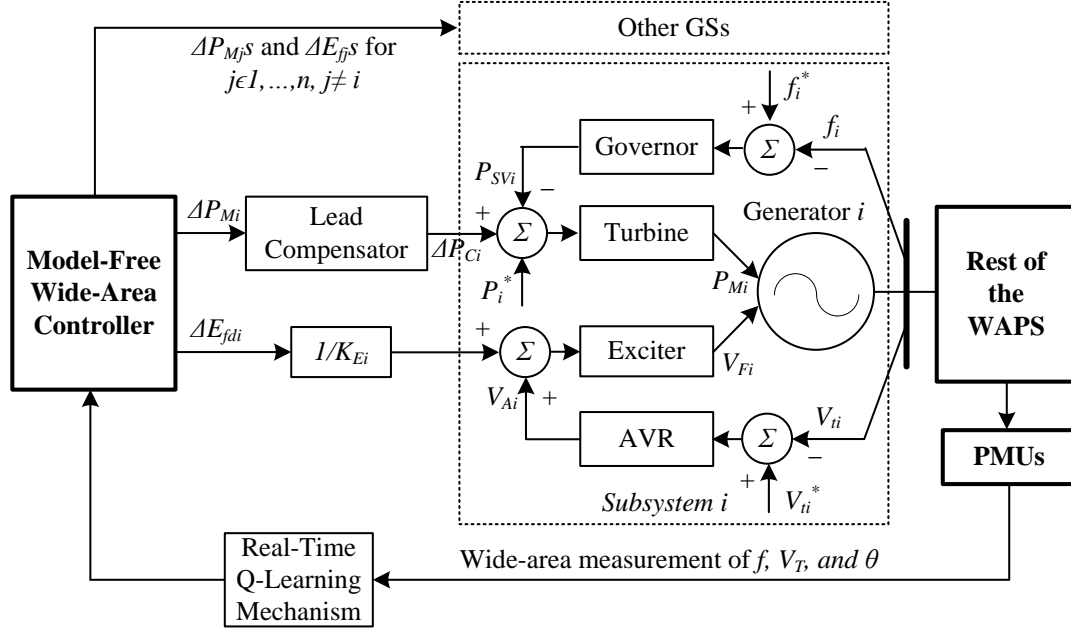 Other GSs
ΔP_Mjs and ΔE_fjs for
jϵ1,...,n, j≠ i
f_i*
+
Σ
f_i
−
Governor
P_SVi
−
Generator i
ΔP_Mi
Lead
Compensator
ΔP_Ci
+
Σ
Turbine
P_Mi
P_i*
Model-Free
Wide-Area
Controller
Rest of
the
WAPS
ΔE_fdi
1/K_Ei
+
Σ
Exciter
V_Fi
V_Ai
+
AVR
Σ
V_ti
−
+
V_ti*
Subsystem i
PMUs
Real-Time
Q-Learning
Mechanism
Wide-area measurement of f, V_T, and θ